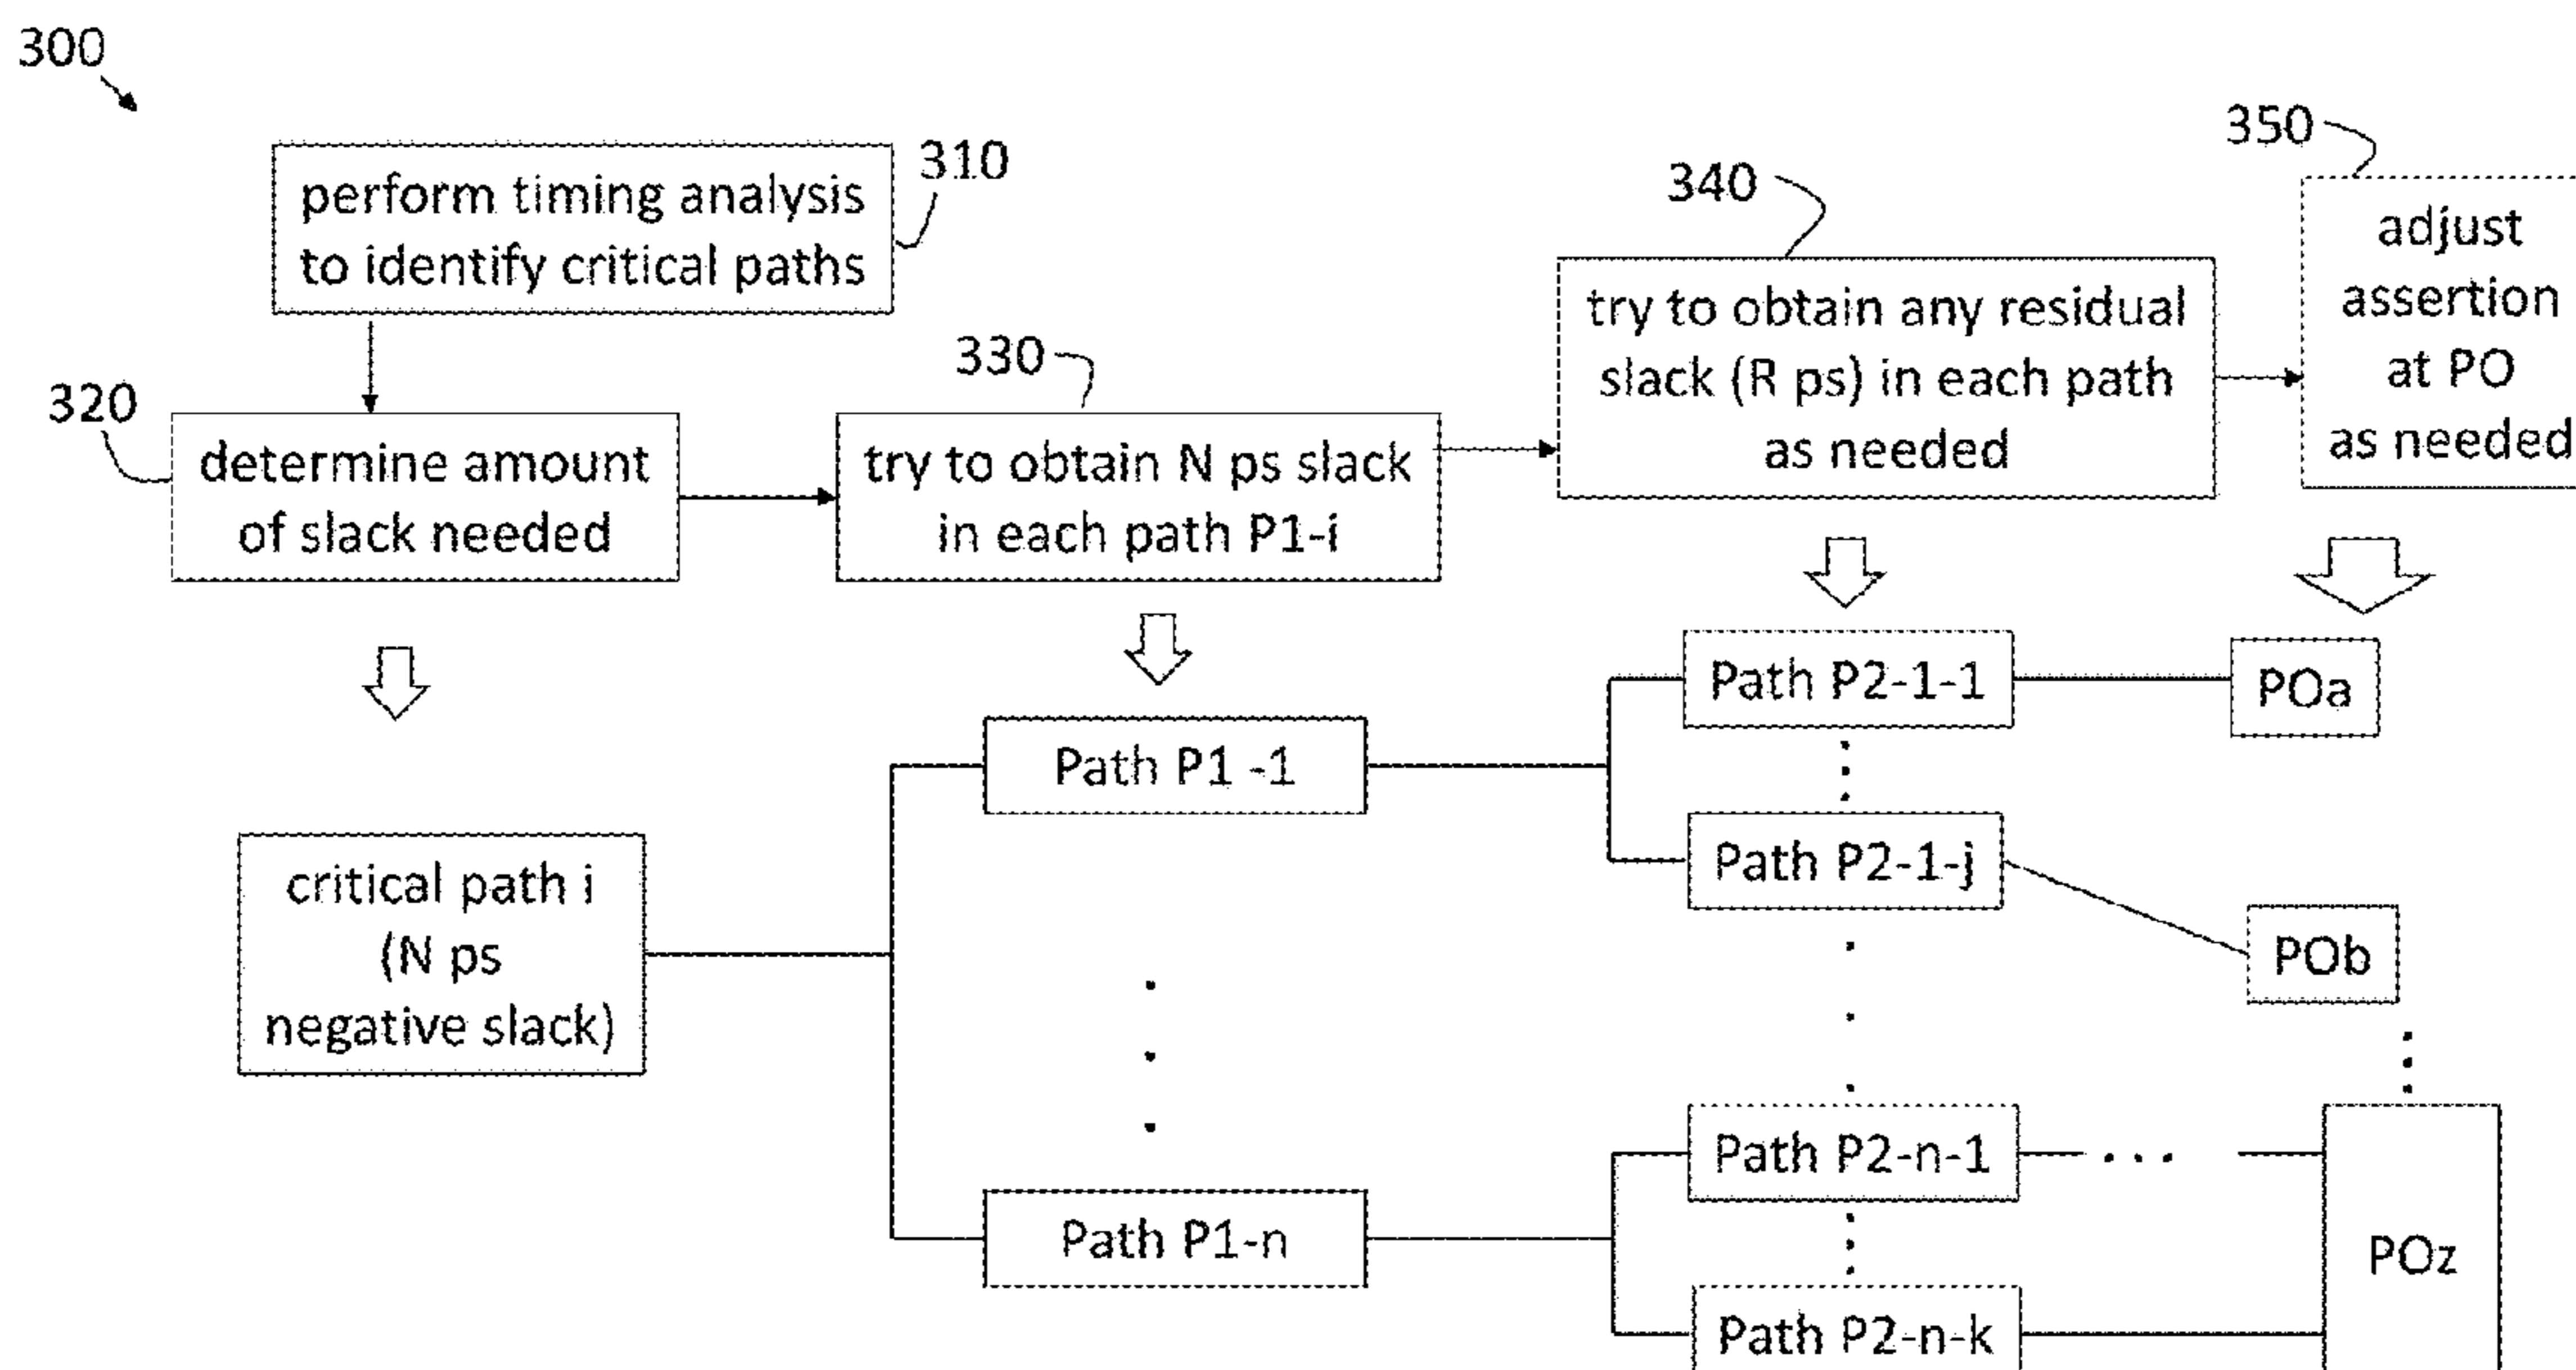 300
310
perform timing analysis
to identify critical paths
320
determine amount
of slack needed
330
try to obtain N ps slack
in each path P1-i
340
try to obtain any residual
slack (R ps) in each path
as needed
350
adjust
assertion
at PO
as needed
critical path i
(N ps
negative slack)
Path P1 -1
Path P1-n
Path P2-1-1
Path P2-1-j
Path P2-n-1
Path P2-n-k
POa
POb
POz